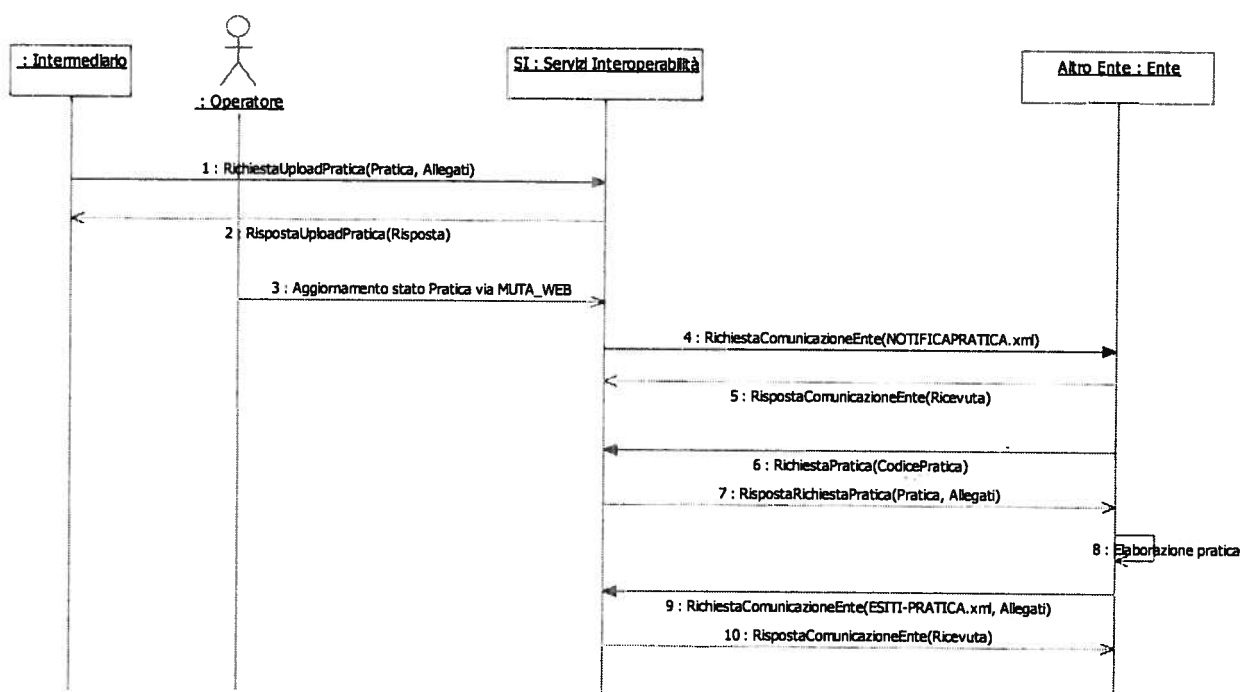 : Intermediario
: Operatore
SI : Servizi Interoperabilità
Altro Ente : Ente
1 : RichiestaUploadPratica(Pratica, Allegati)
2 : RispostaUploadPratica(Risposta)
3 : Aggiornamento stato Pratica via MUTA_WEB
4 : RichiestaComunicazioneEnte(NOTIFICAPRATICA.xml)
5 : RispostaComunicazioneEnte(Ricevuta)
6 : RichiestaPratica(CodicePratica)
7 : RispostaRichiestaPratica(Pratica, Allegati)
8 : Elaborazione pratica
9 : RichiestaComunicazioneEnte(ESITI-PRATICA.xml, Allegati)
10 : RispostaComunicazioneEnte(Ricevuta)